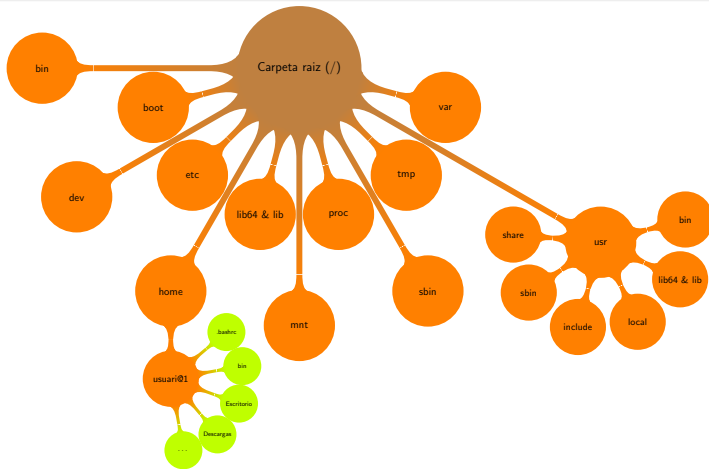 Carpeta raiz (/)
bin
boot
var
dev
etc
tmp
lib64 & lib
proc
home
mnt
sbin
usr
share
bin
sbin
lib64 & lib
include
local
usuari@1
.bashrc
bin
Escritorio
Descargas
...